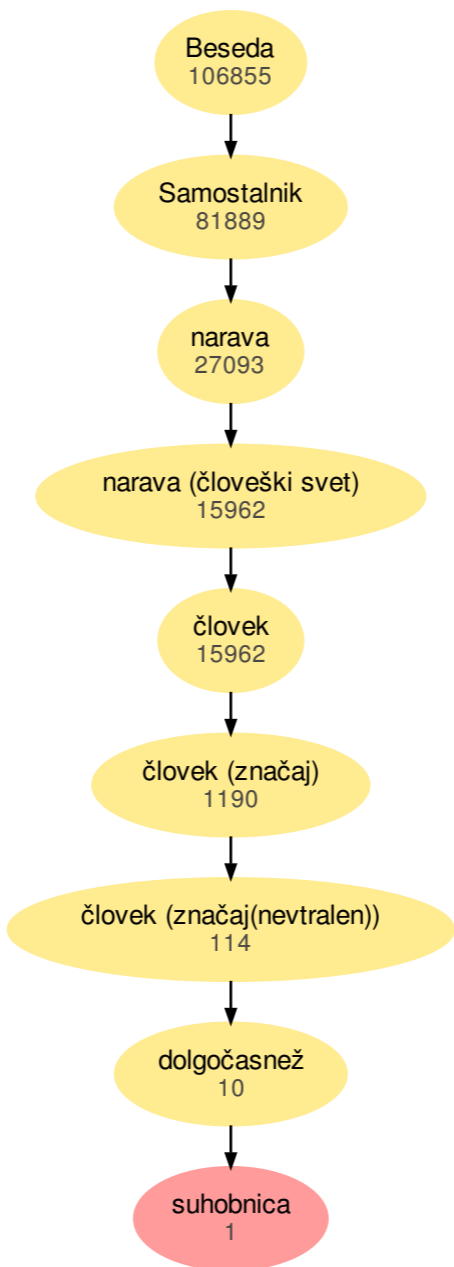 Beseda
106855
Samostalnik
81889
narava
27093
narava (človeški svet)
15962
človek
15962
človek (značaj)
1190
človek (značaj(nevtralen))
114
dolgočasnež
10
suhobnica
1